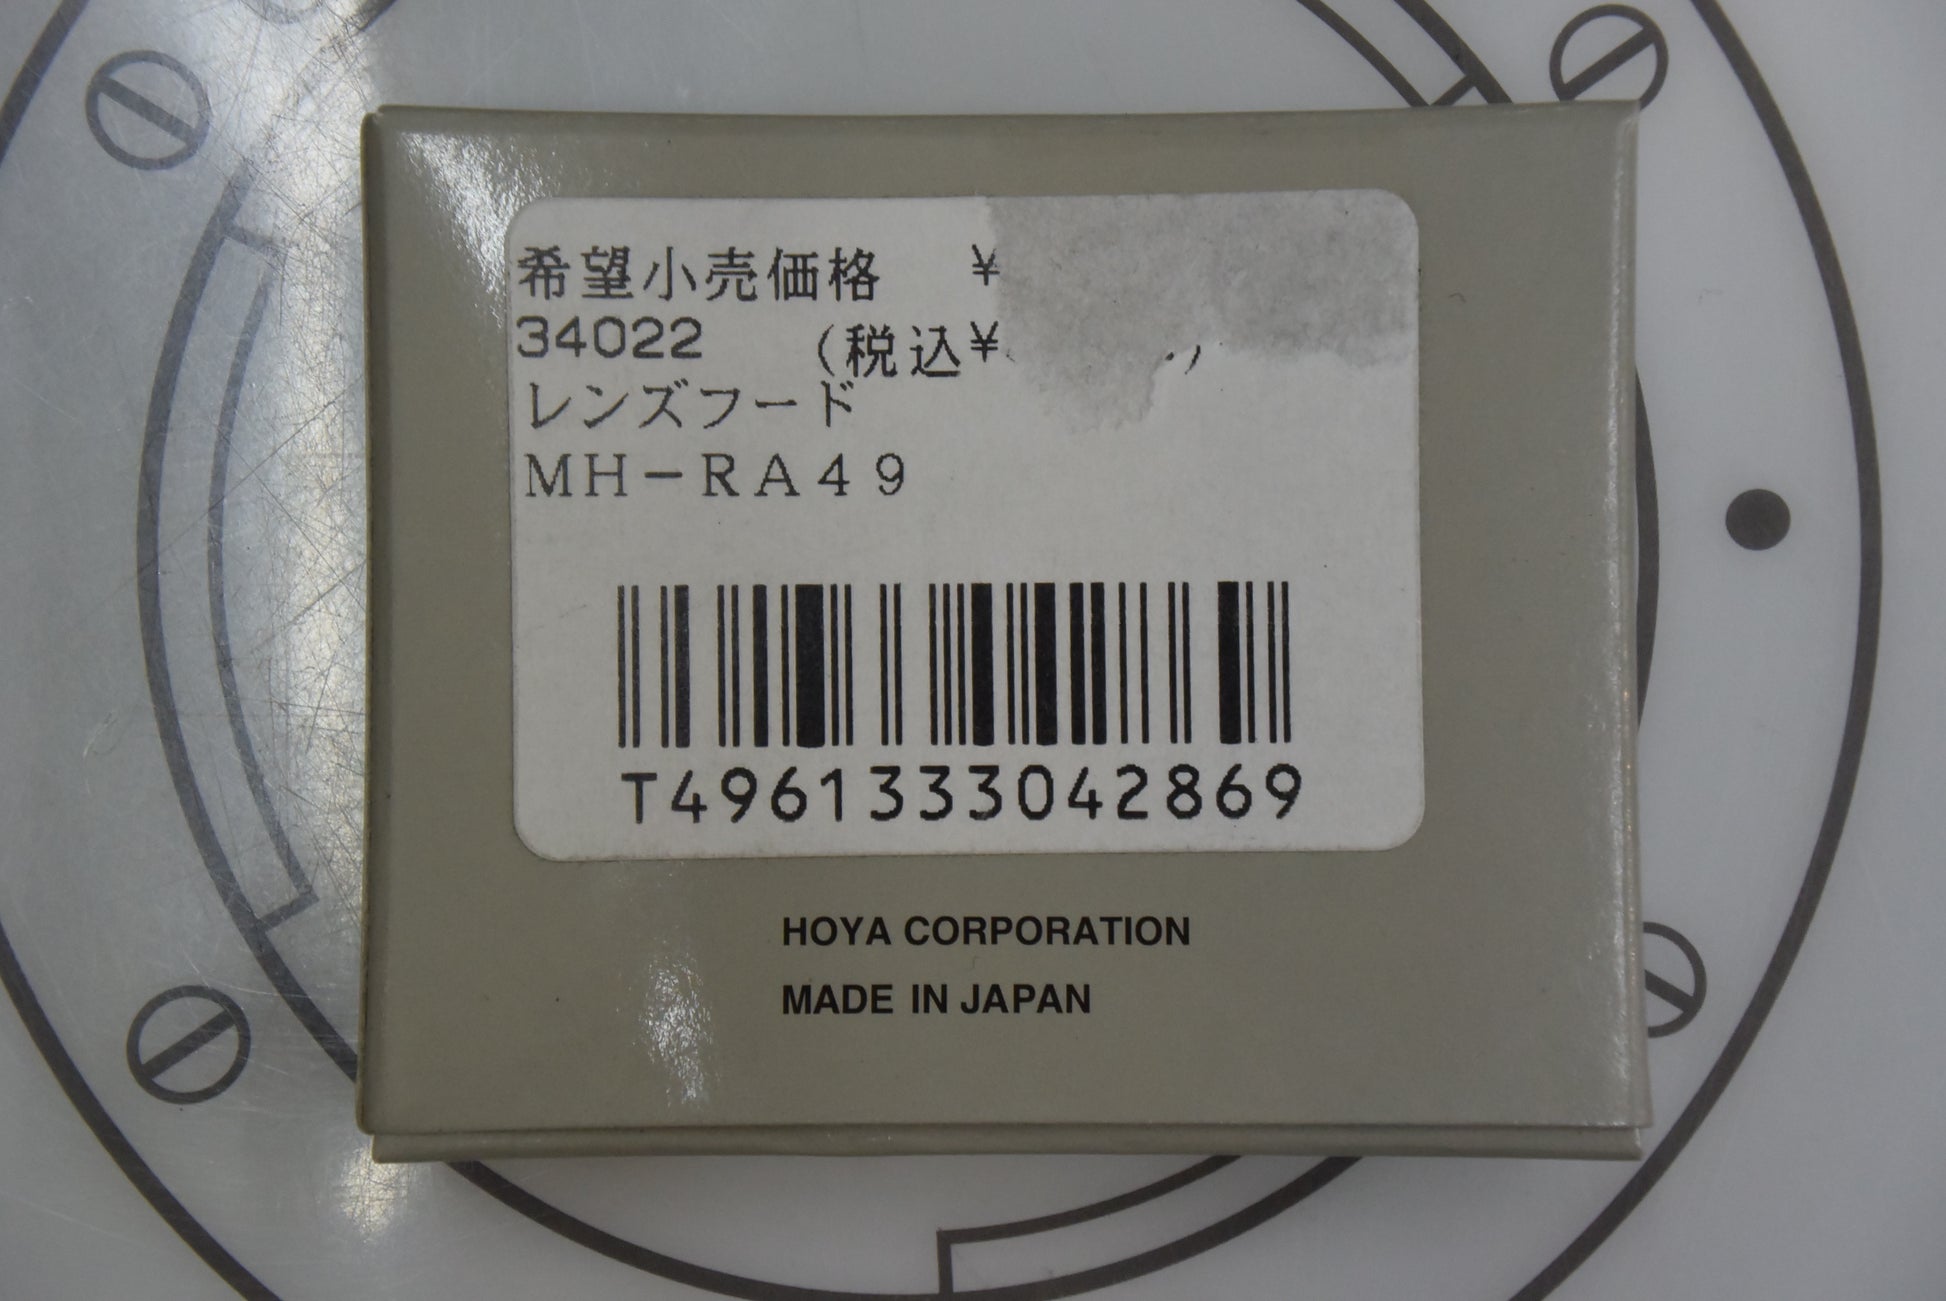 希望小売価格 ¥
34022 (税込¥ )
レンズフード
MH－RA49
T4961333042869
HOYA CORPORATION
MADE IN JAPAN